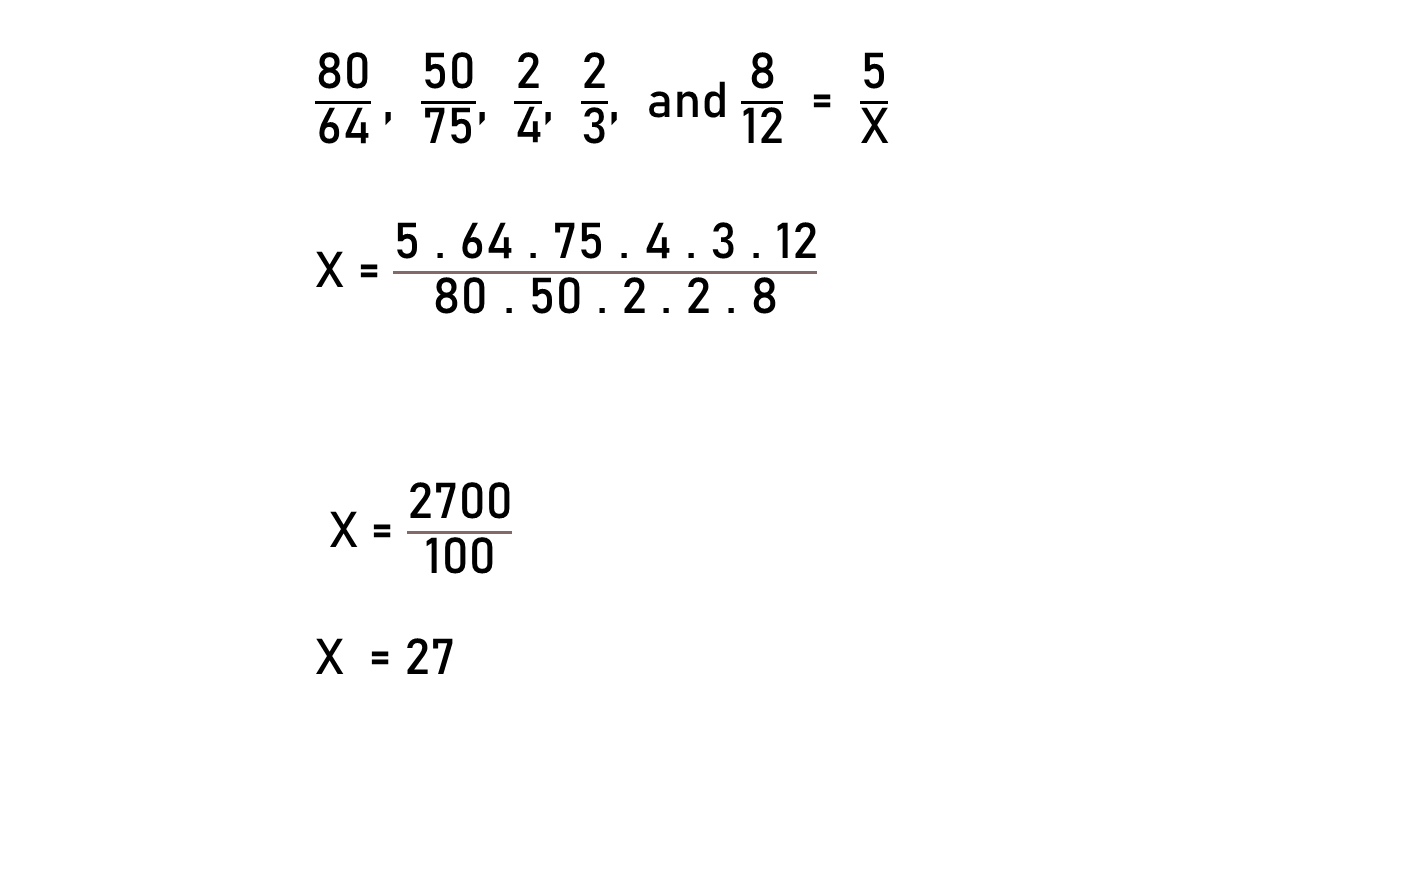 80/64 , 50/75, 2/4, 2/3, and 8/12 = 5/X
X = 5 . 64 . 75 . 4 . 3 . 12 / 80 . 50 . 2 . 2 . 8
X = 2700/100
X = 27